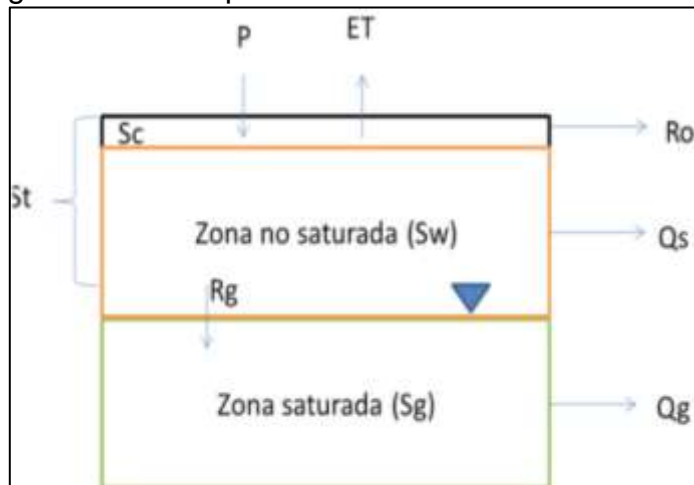 P
ET
Sc
Ro
St
Zona no saturada (Sw)
Qs
Rg
Zona saturada (Sg)
Qg